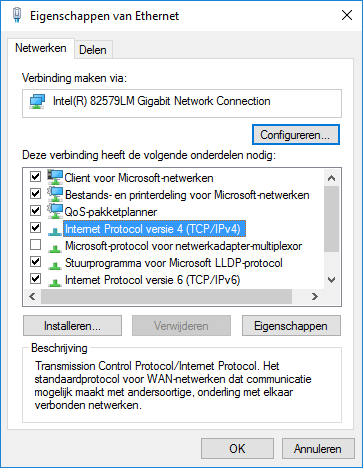 Eigenschappen van Ethernet
Netwerken
Delen
Verbinding maken via:
Intel(R) 82579LM Gigabit Network Connection
Configureren...
Deze verbinding heeft de volgende onderdelen nodig:
Client voor Microsoft-netwerken
Bestands- en printerdeling voor Microsoft-netwerken
QoS-pakketplanner
Internet Protocol versie 4 (TCP/IPv4)
Microsoft-protocol voor netwerkadapter-multiplexor
Stuurprogramma voor Microsoft LLDP-protocol
Internet Protocol versie 6 (TCP/IPv6)
Installeren...
Verwijderen
Eigenschappen
Beschrijving
Transmission Control Protocol/Internet Protocol. Het
standaardprotocol voor WAN-netwerken dat communicatie
mogelijk maakt met andersoortige, onderling met elkaar
verbonden netwerken.
OK
Annuleren